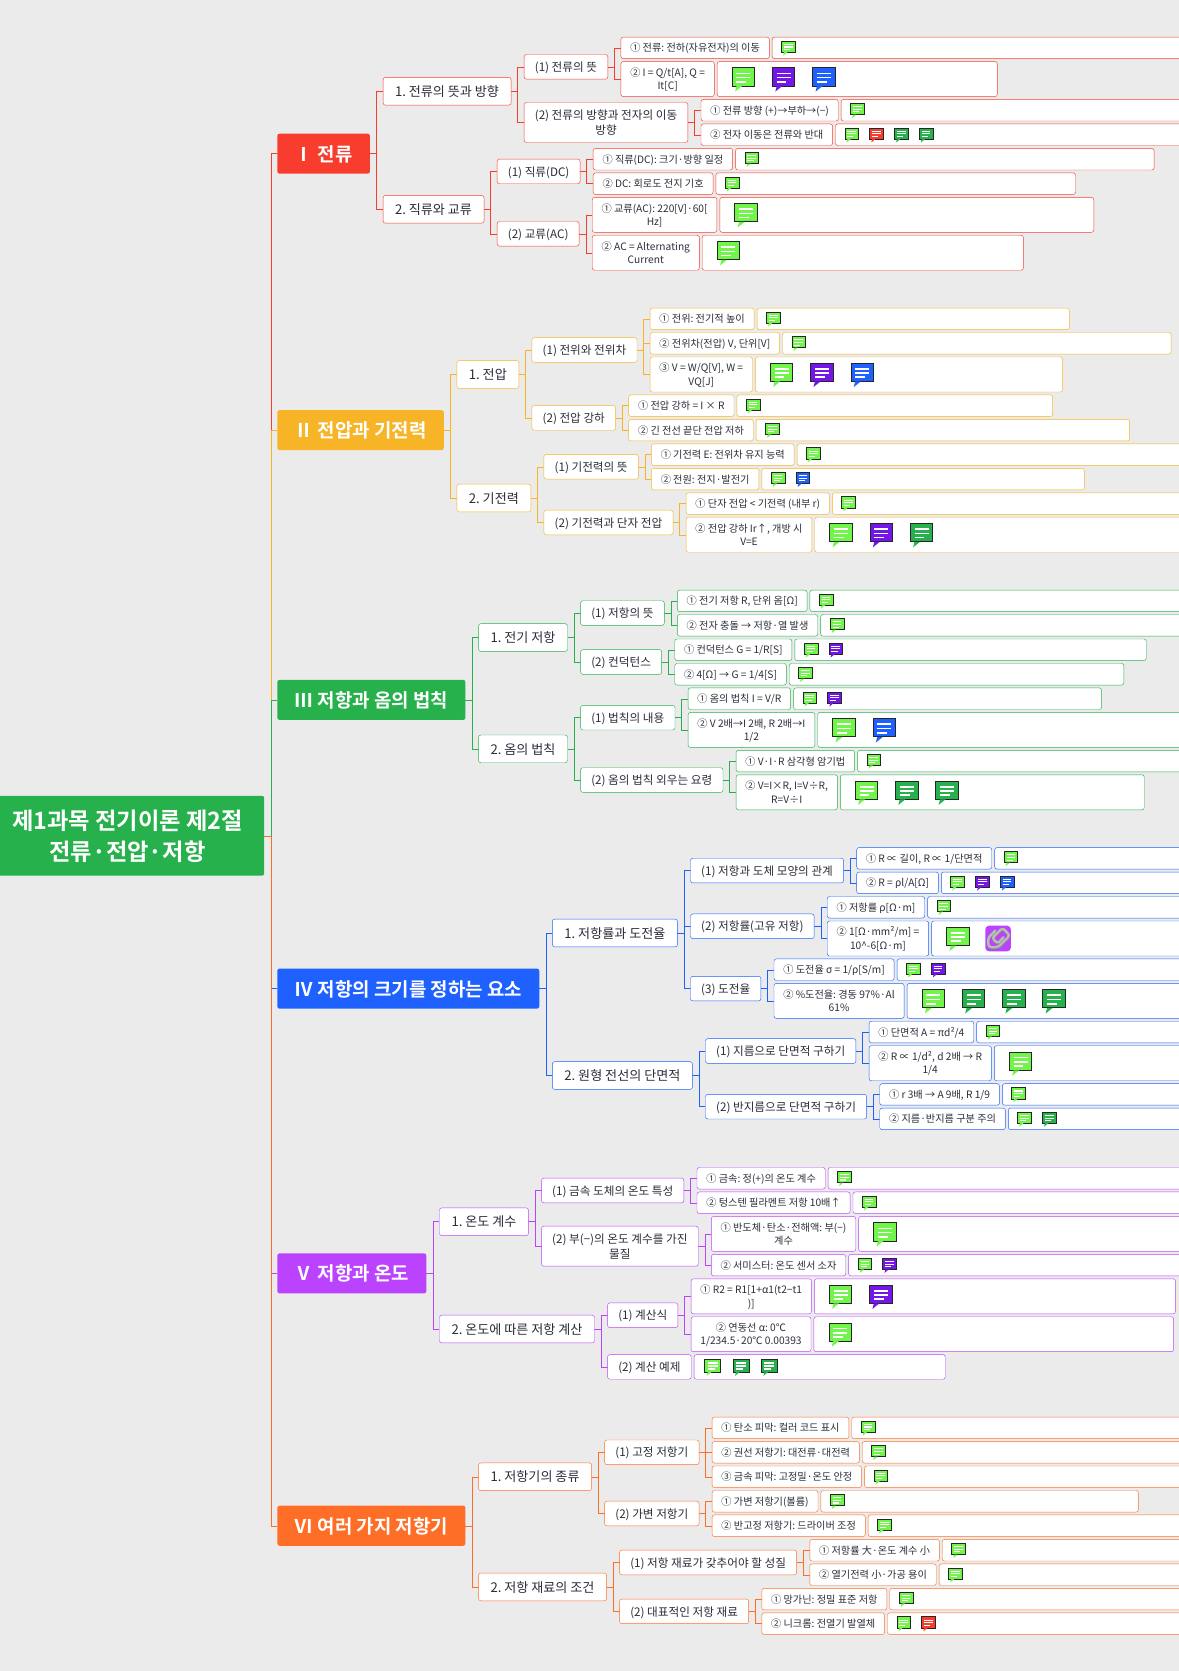 제1과목 전기이론 제2절
전류·전압·저항
Ⅰ 전류
1. 전류의 뜻과 방향
(1) 전류의 뜻
① 전류: 전하(자유전자)의 이동
② I = Q/t[A], Q =
It[C]
(2) 전류의 방향과 전자의 이동
방향
① 전류 방향 (+)→부하→(−)
② 전자 이동은 전류와 반대
2. 직류와 교류
(1) 직류(DC)
① 직류(DC): 크기·방향 일정
② DC: 회로도 전지 기호
(2) 교류(AC)
① 교류(AC): 220[V]·60[
Hz]
② AC = Alternating
Current
Ⅱ 전압과 기전력
1. 전압
(1) 전위와 전위차
① 전위: 전기적 높이
② 전위차(전압) V, 단위[V]
③ V = W/Q[V], W =
VQ[J]
(2) 전압 강하
① 전압 강하 = I × R
② 긴 전선 끝단 전압 저하
2. 기전력
(1) 기전력의 뜻
① 기전력 E: 전위차 유지 능력
② 전원: 전지·발전기
(2) 기전력과 단자 전압
① 단자 전압 < 기전력 (내부 r)
② 전압 강하 Ir↑, 개방 시
V=E
Ⅲ 저항과 옴의 법칙
1. 전기 저항
(1) 저항의 뜻
① 전기 저항 R, 단위 옴[Ω]
② 전자 충돌 → 저항·열 발생
(2) 컨덕턴스
① 컨덕턴스 G = 1/R[S]
② 4[Ω] → G = 1/4[S]
2. 옴의 법칙
(1) 법칙의 내용
① 옴의 법칙 I = V/R
② V 2배→I 2배, R 2배→I
1/2
(2) 옴의 법칙 외우는 요령
① V·I·R 삼각형 암기법
② V=I×R, I=V÷R,
R=V÷I
Ⅳ 저항의 크기를 정하는 요소
1. 저항률과 도전율
(1) 저항과 도체 모양의 관계
① R ∝ 길이, R ∝ 1/단면적
② R = ρl/A[Ω]
(2) 저항률(고유 저항)
① 저항률 ρ[Ω·m]
② 1[Ω·mm²/m] =
10^-6[Ω·m]
(3) 도전율
① 도전율 σ = 1/ρ[S/m]
② %도전율: 경동 97%·Al
61%
2. 원형 전선의 단면적
(1) 지름으로 단면적 구하기
① 단면적 A = πd²/4
② R ∝ 1/d², d 2배 → R
1/4
(2) 반지름으로 단면적 구하기
① r 3배 → A 9배, R 1/9
② 지름·반지름 구분 주의
Ⅴ 저항과 온도
1. 온도 계수
(1) 금속 도체의 온도 특성
① 금속: 정(+)의 온도 계수
② 텅스텐 필라멘트 저항 10배↑
(2) 부(−)의 온도 계수를 가진
물질
① 반도체·탄소·전해액: 부(−)
계수
② 서미스터: 온도 센서 소자
2. 온도에 따른 저항 계산
(1) 계산식
① R2 = R1[1+α1(t2−t1
)]
② 연동선 α: 0℃
1/234.5·20℃ 0.00393
(2) 계산 예제
Ⅵ 여러 가지 저항기
1. 저항기의 종류
(1) 고정 저항기
① 탄소 피막: 컬러 코드 표시
② 권선 저항기: 대전류·대전력
③ 금속 피막: 고정밀·온도 안정
(2) 가변 저항기
① 가변 저항기(볼륨)
② 반고정 저항기: 드라이버 조정
2. 저항 재료의 조건
(1) 저항 재료가 갖추어야 할 성질
① 저항률 大·온도 계수 小
② 열기전력 小·가공 용이
(2) 대표적인 저항 재료
① 망가닌: 정밀 표준 저항
② 니크롬: 전열기 발열체